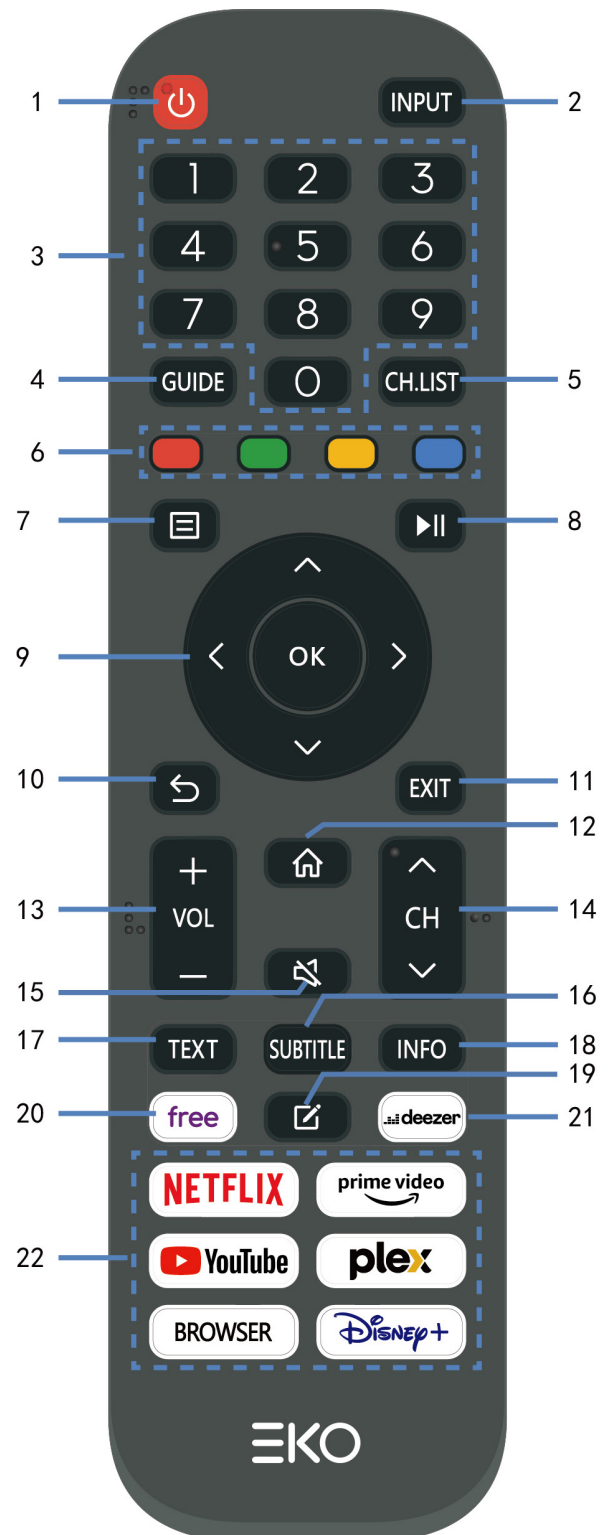 1
INPUT
2
1 2 3
3
4 5 6
7 8 9
4
GUIDE
0
CH.LIST
5
6
7
8
9
OK
10
EXIT
11
12
13
VOL
CH
14
15
16
17
TEXT
SUBTITLE
INFO
18
19
20
free
deezer
21
NETFLIX
prime video
22
YouTube
plex
BROWSER
Disney+
EKO